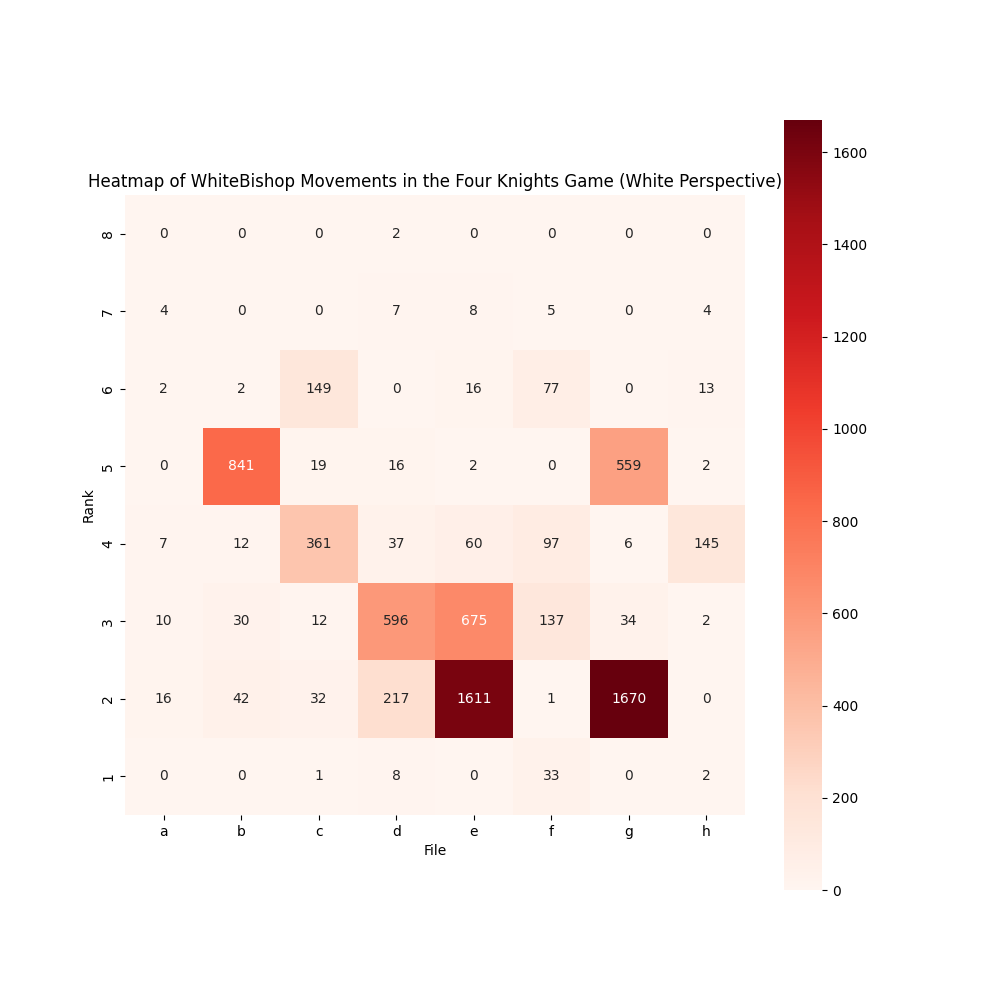 Heatmap of WhiteBishop Movements in the Four Knights Game (White Perspective)
8 0 0 0 2 0 0 0 0
7 4 0 0 7 8 5 0 4
6 2 2 149 0 16 77 0 13
5 0 841 19 16 2 0 559 2
4 7 12 361 37 60 97 6 145
3 10 30 12 596 675 137 34 2
2 16 42 32 217 1611 1 1670 0
1 0 0 1 8 0 33 0 2
a b c d e f g h
Rank
File
1600
1400
1200
1000
800
600
400
200
0